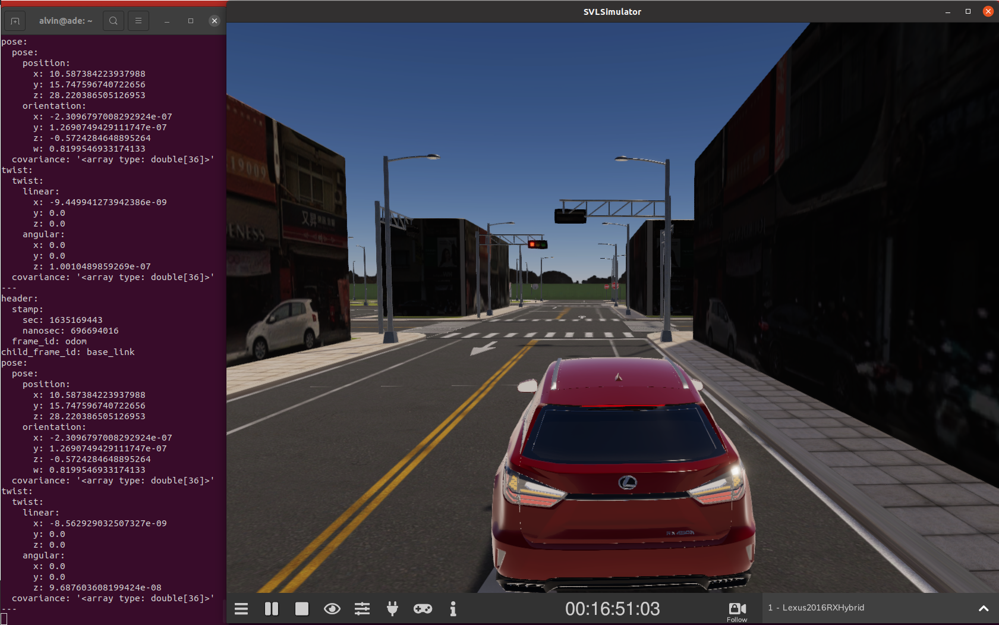 alvin@ade: ~
pose:
pose:
position:
x: 10.587384223937988
y: 15.747596740722656
z: 28.220386505126953
orientation:
x: -2.3096797008292924e-07
y: 1.2690749429111747e-07
z: -0.5724284648895264
w: 0.8199546933174133
covariance: '<array type: double[36]>'
twist:
twist:
linear:
x: -9.449941273942386e-09
y: 0.0
z: 0.0
angular:
x: 0.0
y: 0.0
z: 1.0010489859269e-07
covariance: '<array type: double[36]>'
---
header:
stamp:
sec: 1635169443
nanosec: 696694016
frame_id: odom
child_frame_id: base_link
pose:
pose:
position:
x: 10.587384223937988
y: 15.747596740722656
z: 28.220386505126953
orientation:
x: -2.3096797008292924e-07
y: 1.2690749429111747e-07
z: -0.5724284648895264
w: 0.8199546933174133
covariance: '<array type: double[36]>'
twist:
twist:
linear:
x: -8.562929032507327e-09
y: 0.0
z: 0.0
angular:
x: 0.0
y: 0.0
z: 9.687603608199424e-08
covariance: '<array type: double[36]>'
---
SVLSimulator
19009
又昇
ENESS
00:16:51:03
Follow
1 - Lexus2016RXHybrid